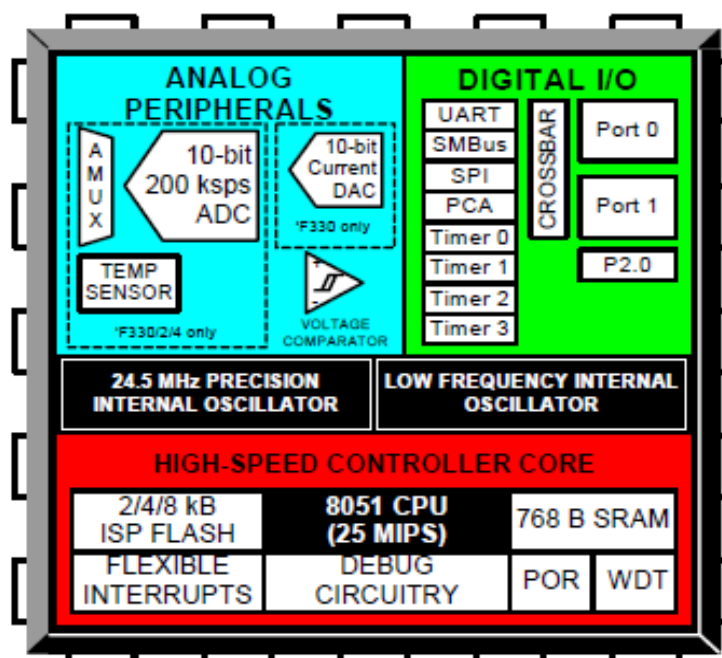 ANALOG
PERIPHERALS
AMUX
10-bit
200 ksps
ADC
TEMP
SENSOR
*F330/2/4 only
10-bit
Current
DAC
*F330 only
+
-
VOLTAGE
COMPARATOR
DIGITAL I/O
UART
SMBus
SPI
PCA
Timer 0
Timer 1
Timer 2
Timer 3
CROSSBAR
Port 0
Port 1
P2.0
24.5 MHz PRECISION
INTERNAL OSCILLATOR
LOW FREQUENCY INTERNAL
OSCILLATOR
HIGH-SPEED CONTROLLER CORE
2/4/8 kB
ISP FLASH
8051 CPU
(25 MIPS)
768 B SRAM
FLEXIBLE
INTERRUPTS
DEBUG
CIRCUITRY
POR
WDT